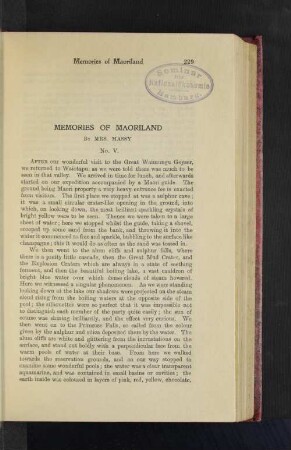 Memories of Maoriland 229
Seminar
für
Nationalökonomie
Hamburg
MEMORIES OF MAORILAND
By MRS. MASSY
No. V.
AFTER our wonderful visit to the Great Wairangu Geyser,
we returned to Waiotapu, as we were told there was much to be
seen in that valley. We arrived in time for lunch, and afterwards
started on our expedition accompanied by a Maori guide. The
ground being Maori property a very heavy entrance fee is exacted
from visitors. The first place we stopped at was a curious place;
it was a small circular crater-like opening in the ground, into
which, on looking down, the most brilliant sparkling crystals of
bright yellow were to be seen. Thence we were taken to a large
sheet of water; here we stopped whilst the guide, taking a shovel,
scooped up some sand from the bank, and throwing it into the
water it commenced to fizz and sparkle, bubbling to the surface like
champagne; this it would do as often as the sand was tossed in.
We then went to the alum cliffs and sulphur falls, where
there is a pretty little cascade, then the Great Mud Crater, and
the Explosion Craters which are always in a state of seething
furnace, and then the beautiful boiling lake, a vast cauldron of
bright blue water over which dense clouds of steam hovered.
Here we witnessed a singular phenomenon. As we were standing
looking down at the lake our shadows were projected on the steam
cloud rising from the boiling waters at the opposite side of the
pool; the silhouettes were so perfect that it was impossible not
to distinguish each member of the party quite easily; the sun of
course was shining brilliantly, and the effect very curious. We
then went on to the Primrose Falls, so called from the colour
given by the sulphur and silica deposited there by the water. The
alum cliffs are white and glittering from the incrustations on the
surface, and stand out boldly with a perpendicular face from the
warm pools of water at their base. From here we walked
towards the reservation grounds, and on our way stopped to
examine some wonderful pools; the water was a clear transparent
aquamarine, and was contained in small basins or cavities; the
earth inside was coloured in layers of pink, red, yellow, chocolate,